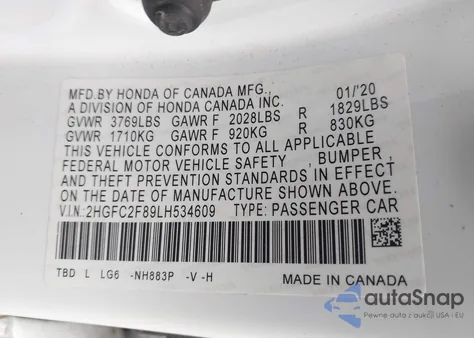 MFD.BY HONDA OF CANADA MFG., 01/'20
A DIVISION OF HONDA CANADA INC.
GVWR 3769LBS GAWR F 2028LBS R 1829LBS
GVWR 1710KG GAWR F 920KG R 830KG
THIS VEHICLE CONFORMS TO ALL APPLICABLE
FEDERAL MOTOR VEHICLE SAFETY , BUMPER ,
AND THEFT PREVENTION STANDARDS IN EFFECT
ON THE DATE OF MANUFACTURE SHOWN ABOVE.
V.I.N: 2HGFC2F89LH534609 TYPE: PASSENGER CAR
TBD L LG6 -NH883P -V -H
MADE IN CANADA
autaSnap
Pewne auta z aukcji USA i EU